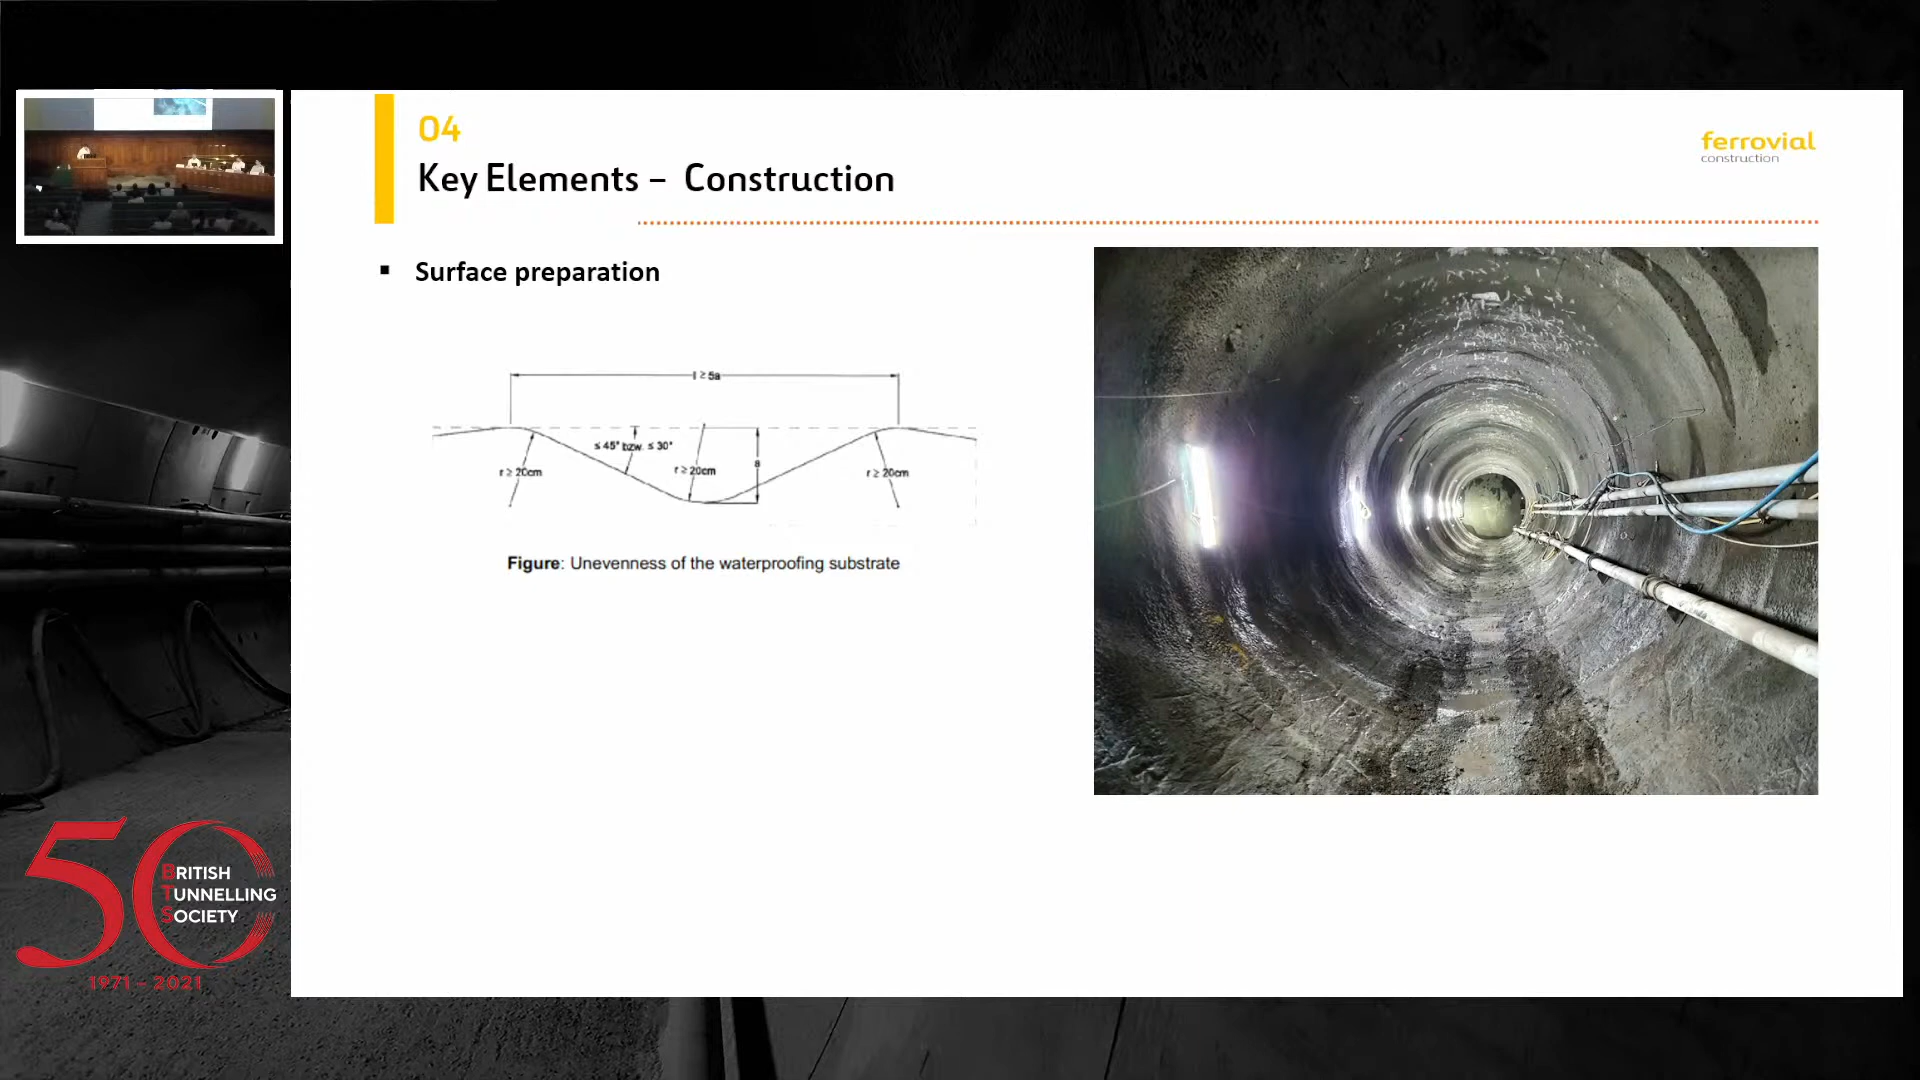 04
Key Elements – Construction
ferrovial
construction
▪ Surface preparation
l ≥ 5a
≤ 45° bzw. ≤ 30°
r ≥ 20cm
r ≥ 20cm
a
r ≥ 20cm
Figure: Unevenness of the waterproofing substrate
50
BRITISH
TUNNELLING
SOCIETY
1971 – 2021